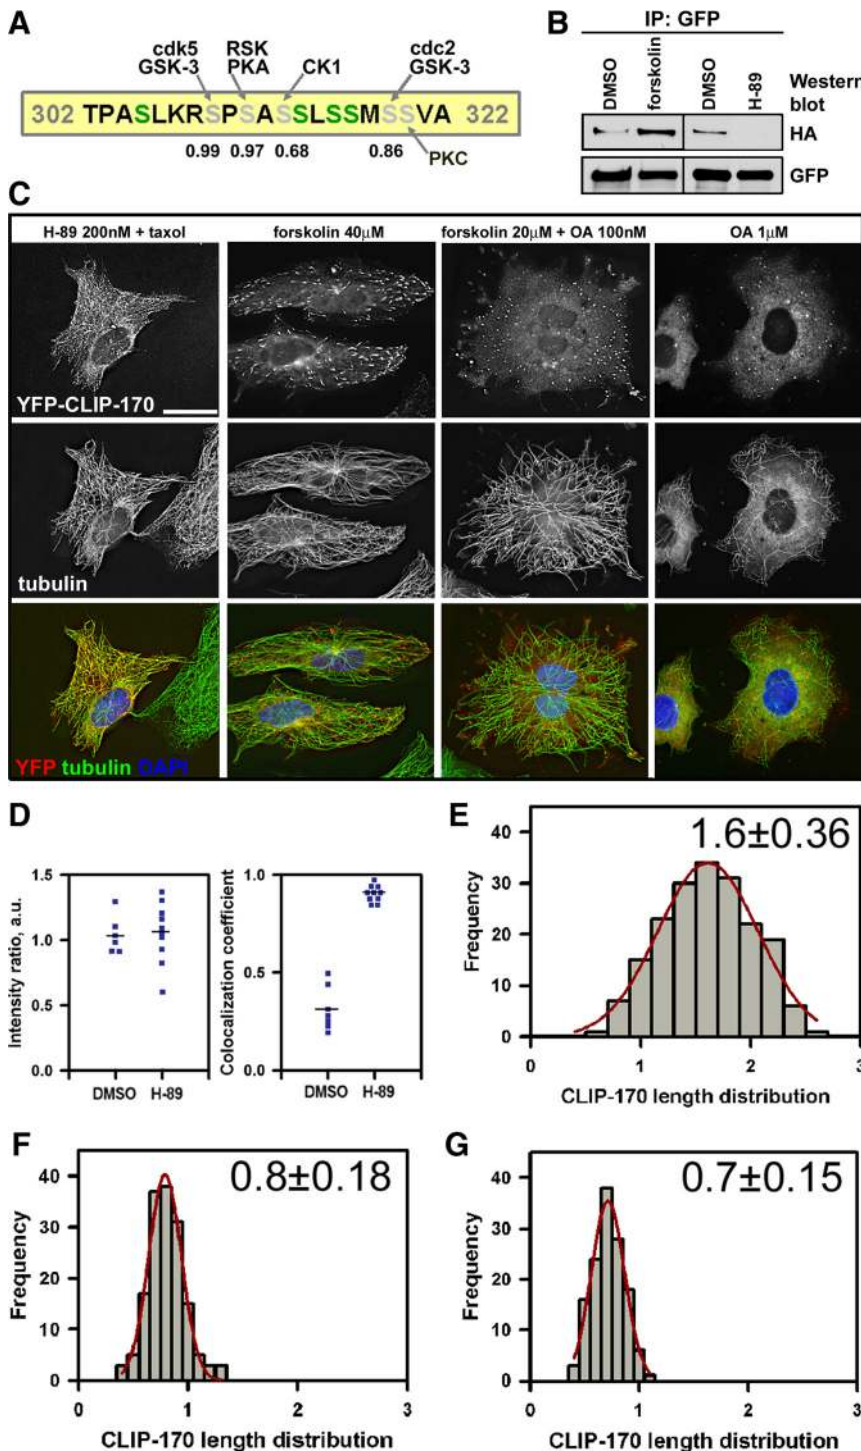 A
cdk5
GSK-3
RSK
PKA
CK1
cdc2
GSK-3
302 TPASLKRSPSASSLSSMSSVA 322
0.99 0.97 0.68 0.86
PKC
B
IP: GFP
DMSO
forskolin
DMSO
H-89
Western
blot
HA
GFP
C
H-89 200nM + taxol
forskolin 40μM
forskolin 20μM + OA 100nM
OA 1μM
YFP-CLIP-170
tubulin
YFP tubulin DAPI
D
Intensity ratio, a.u.
1.5
1.0
0.5
0.0
DMSO H-89
Colocalization coefficient
1.0
0.5
0.0
DMSO H-89
E
1.6±0.36
Frequency
40
30
20
10
0
0 1 2 3
CLIP-170 length distribution
F
0.8±0.18
Frequency
40
30
20
10
0
0 1 2 3
CLIP-170 length distribution
G
0.7±0.15
Frequency
40
30
20
10
0
0 1 2 3
CLIP-170 length distribution